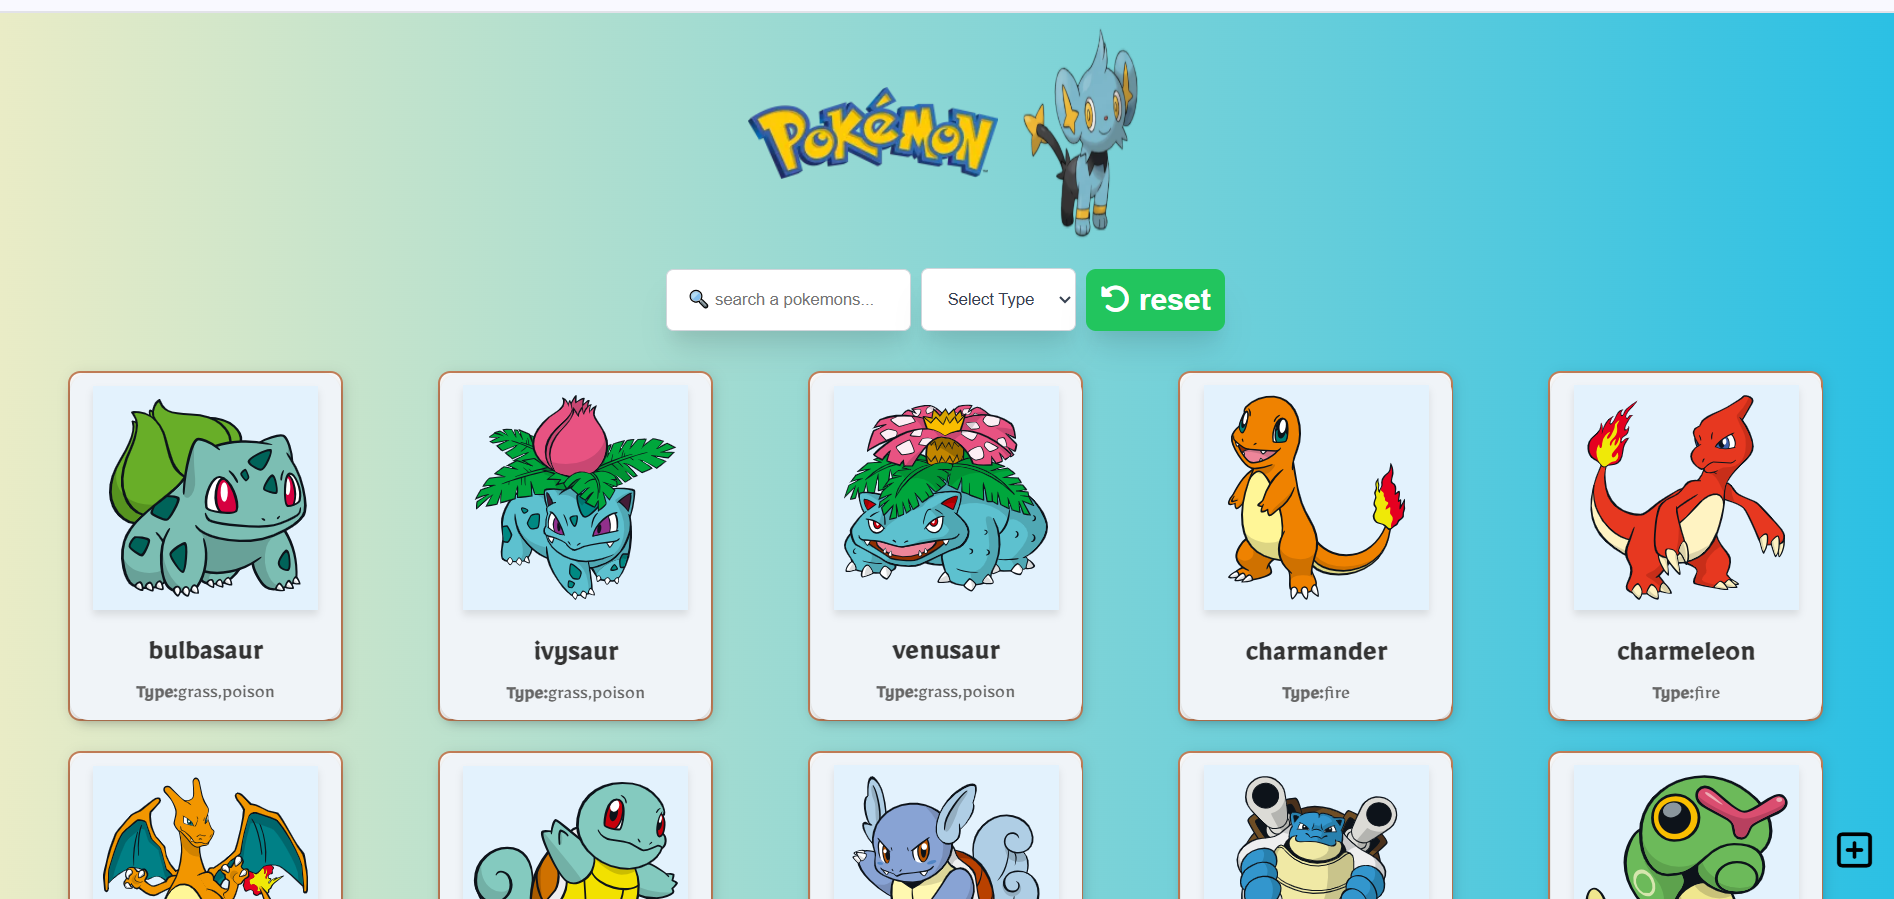 POKéMON
search a pokemons...
Select Type
reset
bulbasaur
ivysaur
venusaur
charmander
charmeleon
Type:grass,poison
Type:grass,poison
Type:grass,poison
Type:fire
Type:fire